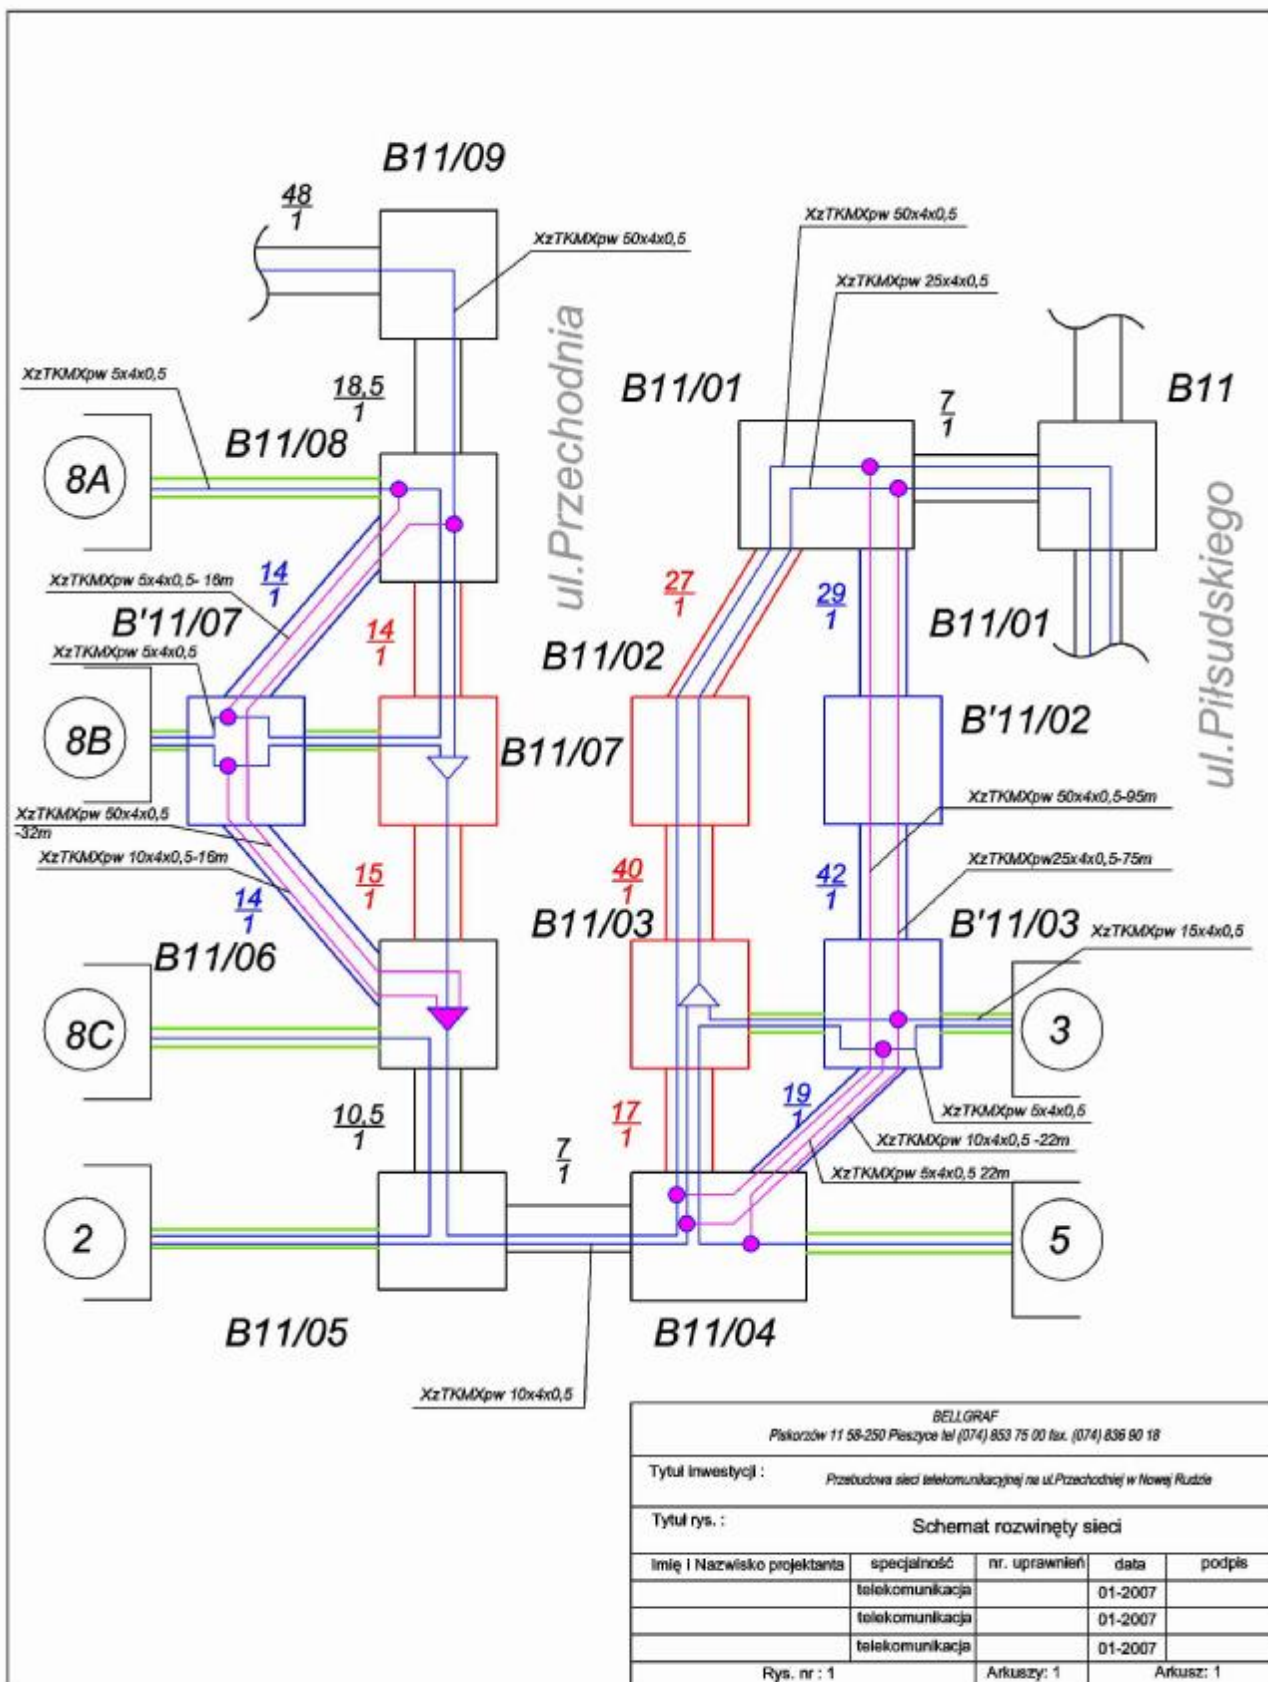 B11/09
48
1
XzTKMXpw 50x4x0,5
XzTKMXpw 50x4x0,5
XzTKMXpw 25x4x0,5
ul.Przechodnia
XzTKMXpw 5x4x0,5
18,5
1
B11/01
7
1
B11
8A
B11/08
ul.Piłsudskiego
XzTKMXpw 5x4x0,5- 16m
14
1
B'11/07
14
1
27
1
29
1
B11/01
XzTKMXpw 5x4x0,5
B11/02
8B
B11/07
B'11/02
XzTKMXpw 50x4x0,5
-32m
XzTKMXpw 50x4x0,5-95m
XzTKMXpw 10x4x0,5-16m
XzTKMXpw25x4x0,5-75m
14
1
15
1
40
1
42
1
B11/06
B11/03
B'11/03
XzTKMXpw 15x4x0,5
8C
3
10,5
1
7
1
17
1
19
1
XzTKMXpw 5x4x0,5
XzTKMXpw 10x4x0,5 -22m
XzTKMXpw 5x4x0,5 22m
2
5
B11/05
B11/04
XzTKMXpw 10x4x0,5
BELLGRAF
Piskorzów 11 58-250 Pieszyce tel (074) 853 75 00 fax. (074) 836 90 18
Tytuł inwestycji :
Przebudowa sieci telekomunikacyjnej na ul.Przechodniej w Nowej Rudzie
Tytuł rys. :
Schemat rozwinęty sieci
Imię i Nazwisko projektanta specjalność nr. uprawnień data podpis
telekomunikacja 01-2007
telekomunikacja 01-2007
telekomunikacja 01-2007
Rys. nr : 1 Arkuszy: 1 Arkusz: 1